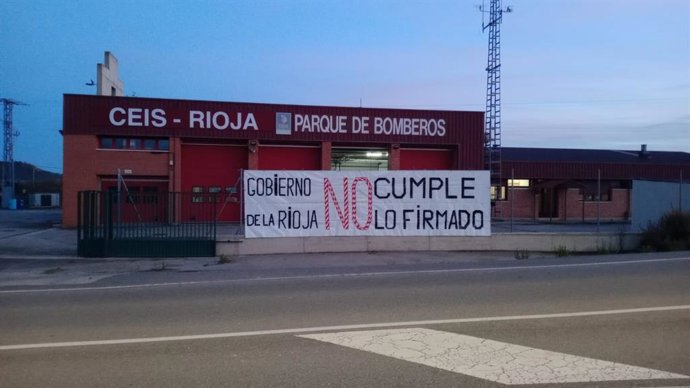 CEIS - RIOJA PARQUE DE BOMBEROS
GOBIERNO NO CUMPLE
DE LA RIOJA LO FIRMADO